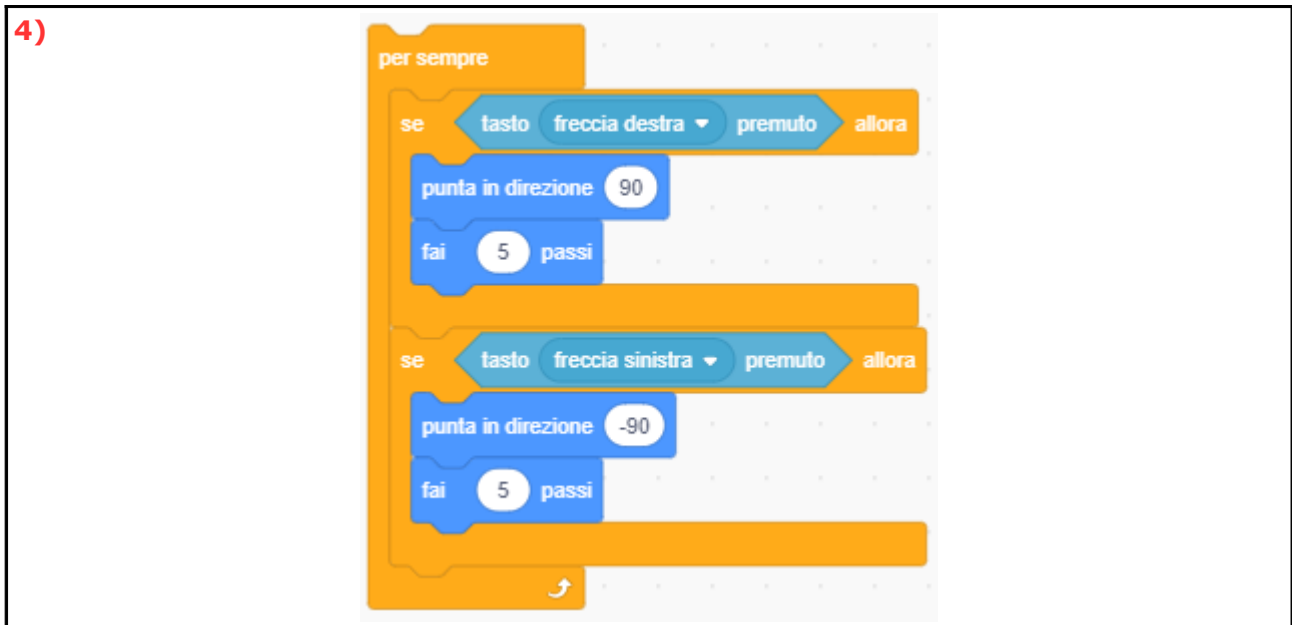 4)
per sempre
se tasto freccia destra premuto allora
punta in direzione 90
fai 5 passi
se tasto freccia sinistra premuto allora
punta in direzione -90
fai 5 passi